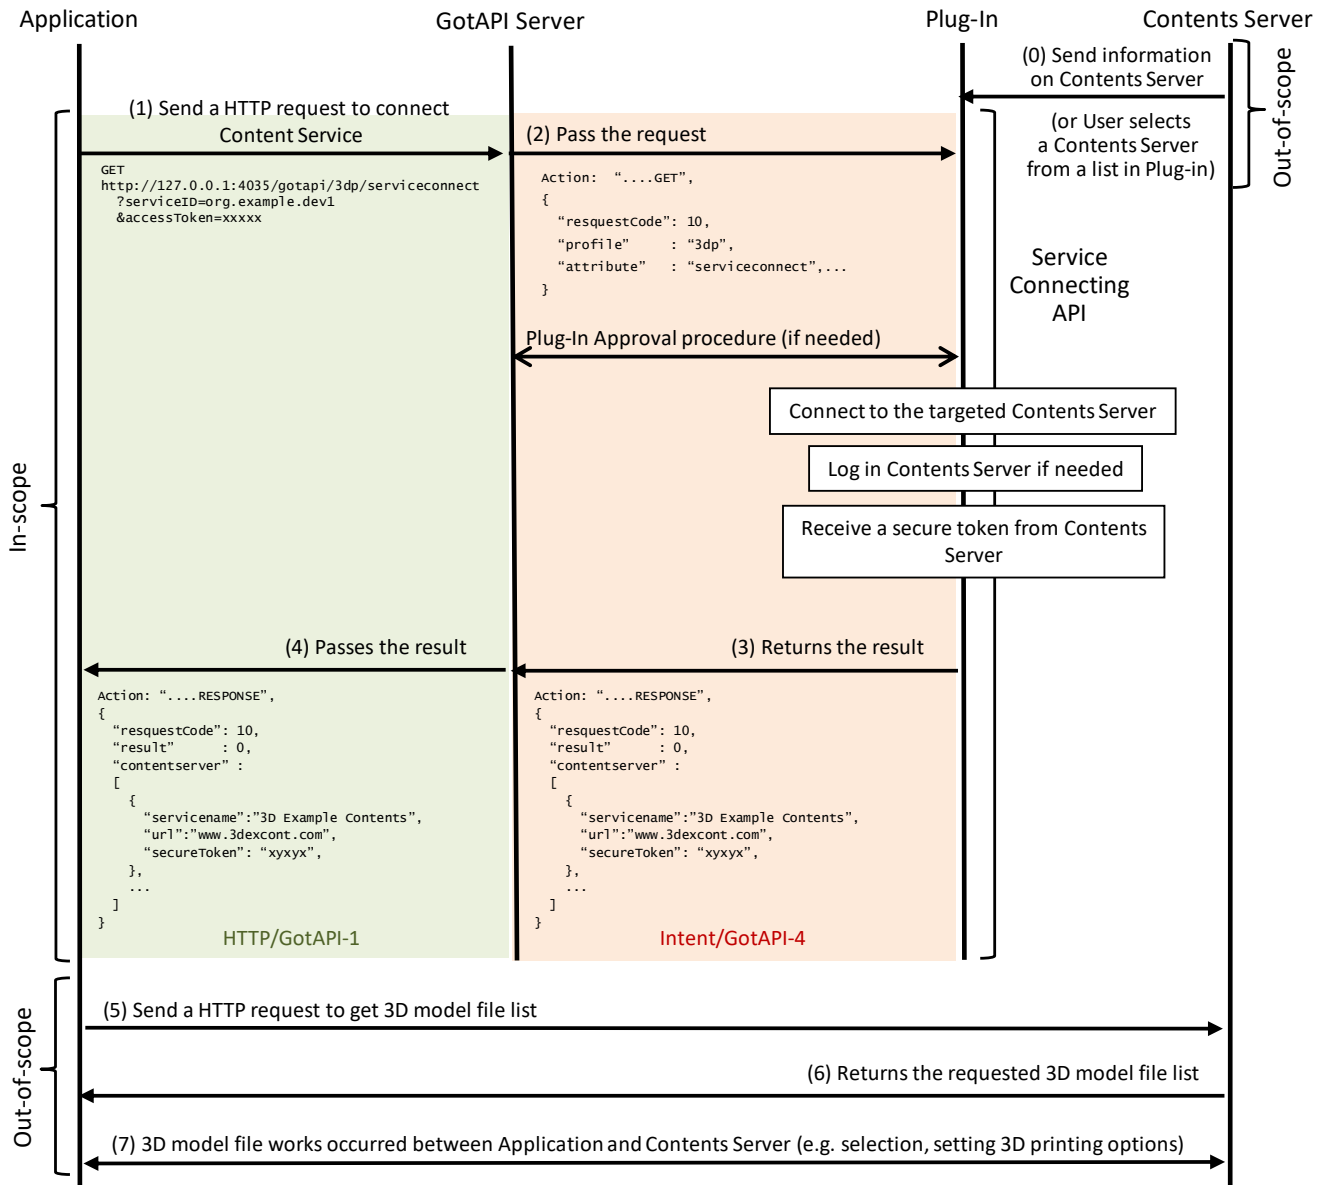 Application
GotAPI Server
Plug-In
Contents Server
(0) Send information
on Contents Server
(or User selects
a Contents Server
from a list in Plug-in)
Out-of-scope
(1) Send a HTTP request to connect
Content Service
GET
http://127.0.0.1:4035/gotapi/3dp/serviceconnect
?serviceID=org.example.dev1
&accessToken=xxxxx
(2) Pass the request
Action: “....GET”,
{
“resquestCode”: 10,
“profile” : “3dp”,
“attribute” : “serviceconnect”,...
}
Service
Connecting
API
Plug-In Approval procedure (if needed)
Connect to the targeted Contents Server
Log in Contents Server if needed
Receive a secure token from Contents
Server
In-scope
(4) Passes the result
Action: “....RESPONSE”,
{
“resquestCode”: 10,
“result” : 0,
“contentserver” :
[
{
“servicename”:”3D Example Contents”,
“url”:”www.3dexcont.com”,
“secureToken”: “xyxyx”,
},
...
]
}
HTTP/GotAPI-1
(3) Returns the result
Action: “....RESPONSE”,
{
“resquestCode”: 10,
“result” : 0,
“contentserver” :
[
{
“servicename”:”3D Example Contents”,
“url”:”www.3dexcont.com”,
“secureToken”: “xyxyx”,
},
...
]
}
Intent/GotAPI-4
Out-of-scope
(5) Send a HTTP request to get 3D model file list
(6) Returns the requested 3D model file list
(7) 3D model file works occurred between Application and Contents Server (e.g. selection, setting 3D printing options)